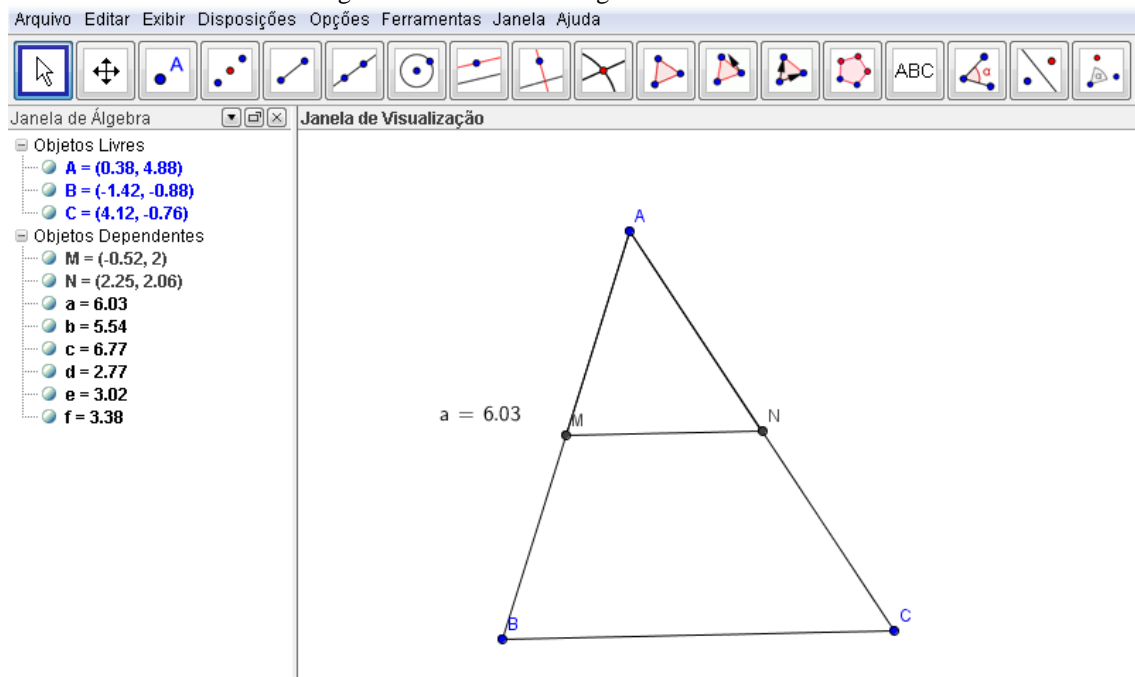 Arquivo Editar Exibir Disposições Opções Ferramentas Janela Ajuda
A
ABC
α
α
Janela de Álgebra
Janela de Visualização
Objetos Livres
A = (0.38, 4.88)
B = (-1.42, -0.88)
C = (4.12, -0.76)
Objetos Dependentes
M = (-0.52, 2)
N = (2.25, 2.06)
a = 6.03
b = 5.54
c = 6.77
d = 2.77
e = 3.02
f = 3.38
A
a = 6.03
M
N
B
C